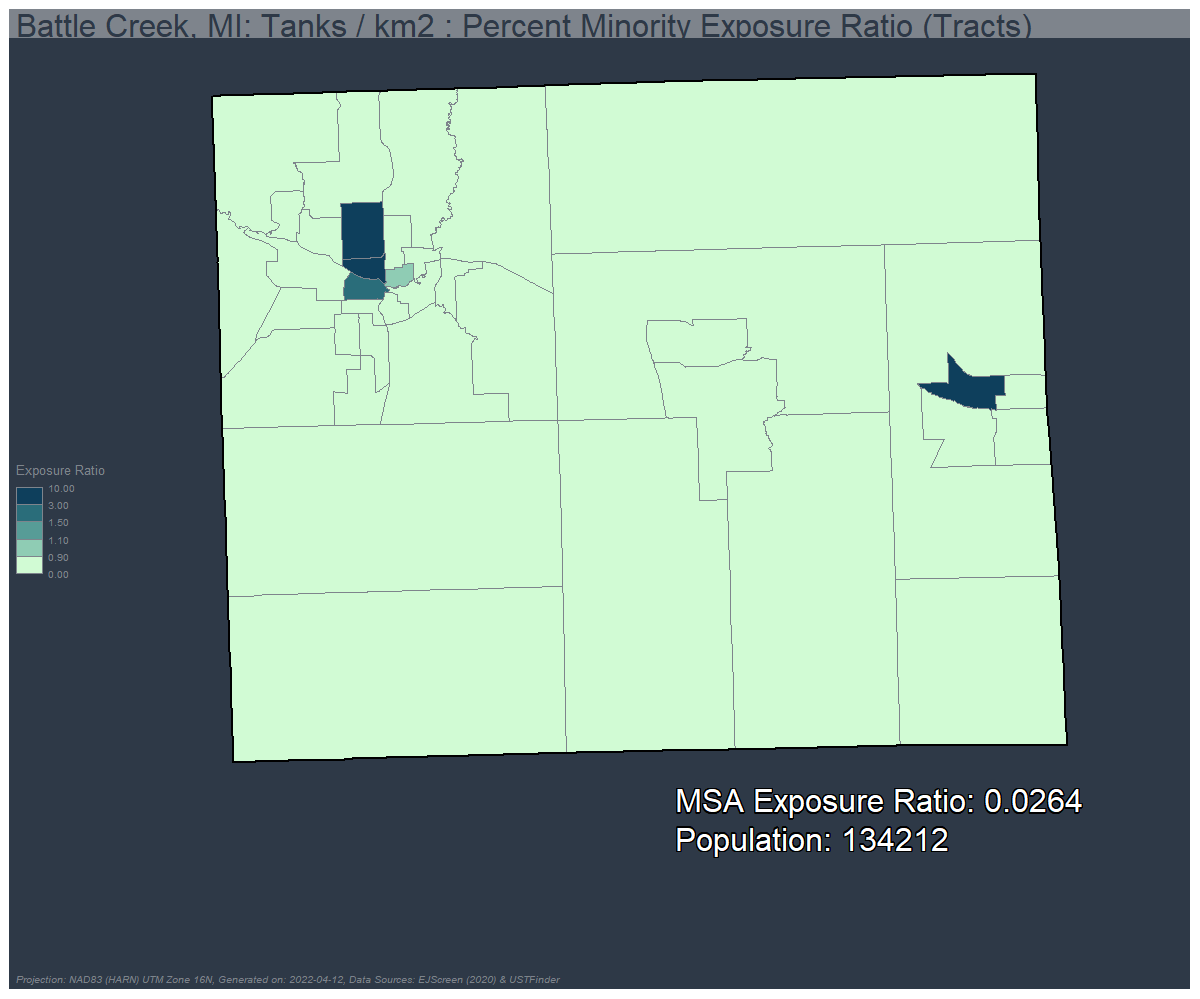 Battle Creek, MI: Tanks / km2 : Percent Minority Exposure Ratio (Tracts)
Exposure Ratio
10.00
3.00
1.50
1.10
0.90
0.00
MSA Exposure Ratio: 0.0264
Population: 134212
Projection: NAD83 (HARN) UTM Zone 16N, Generated on: 2022-04-12, Data Sources: EJScreen (2020) & USTFinder